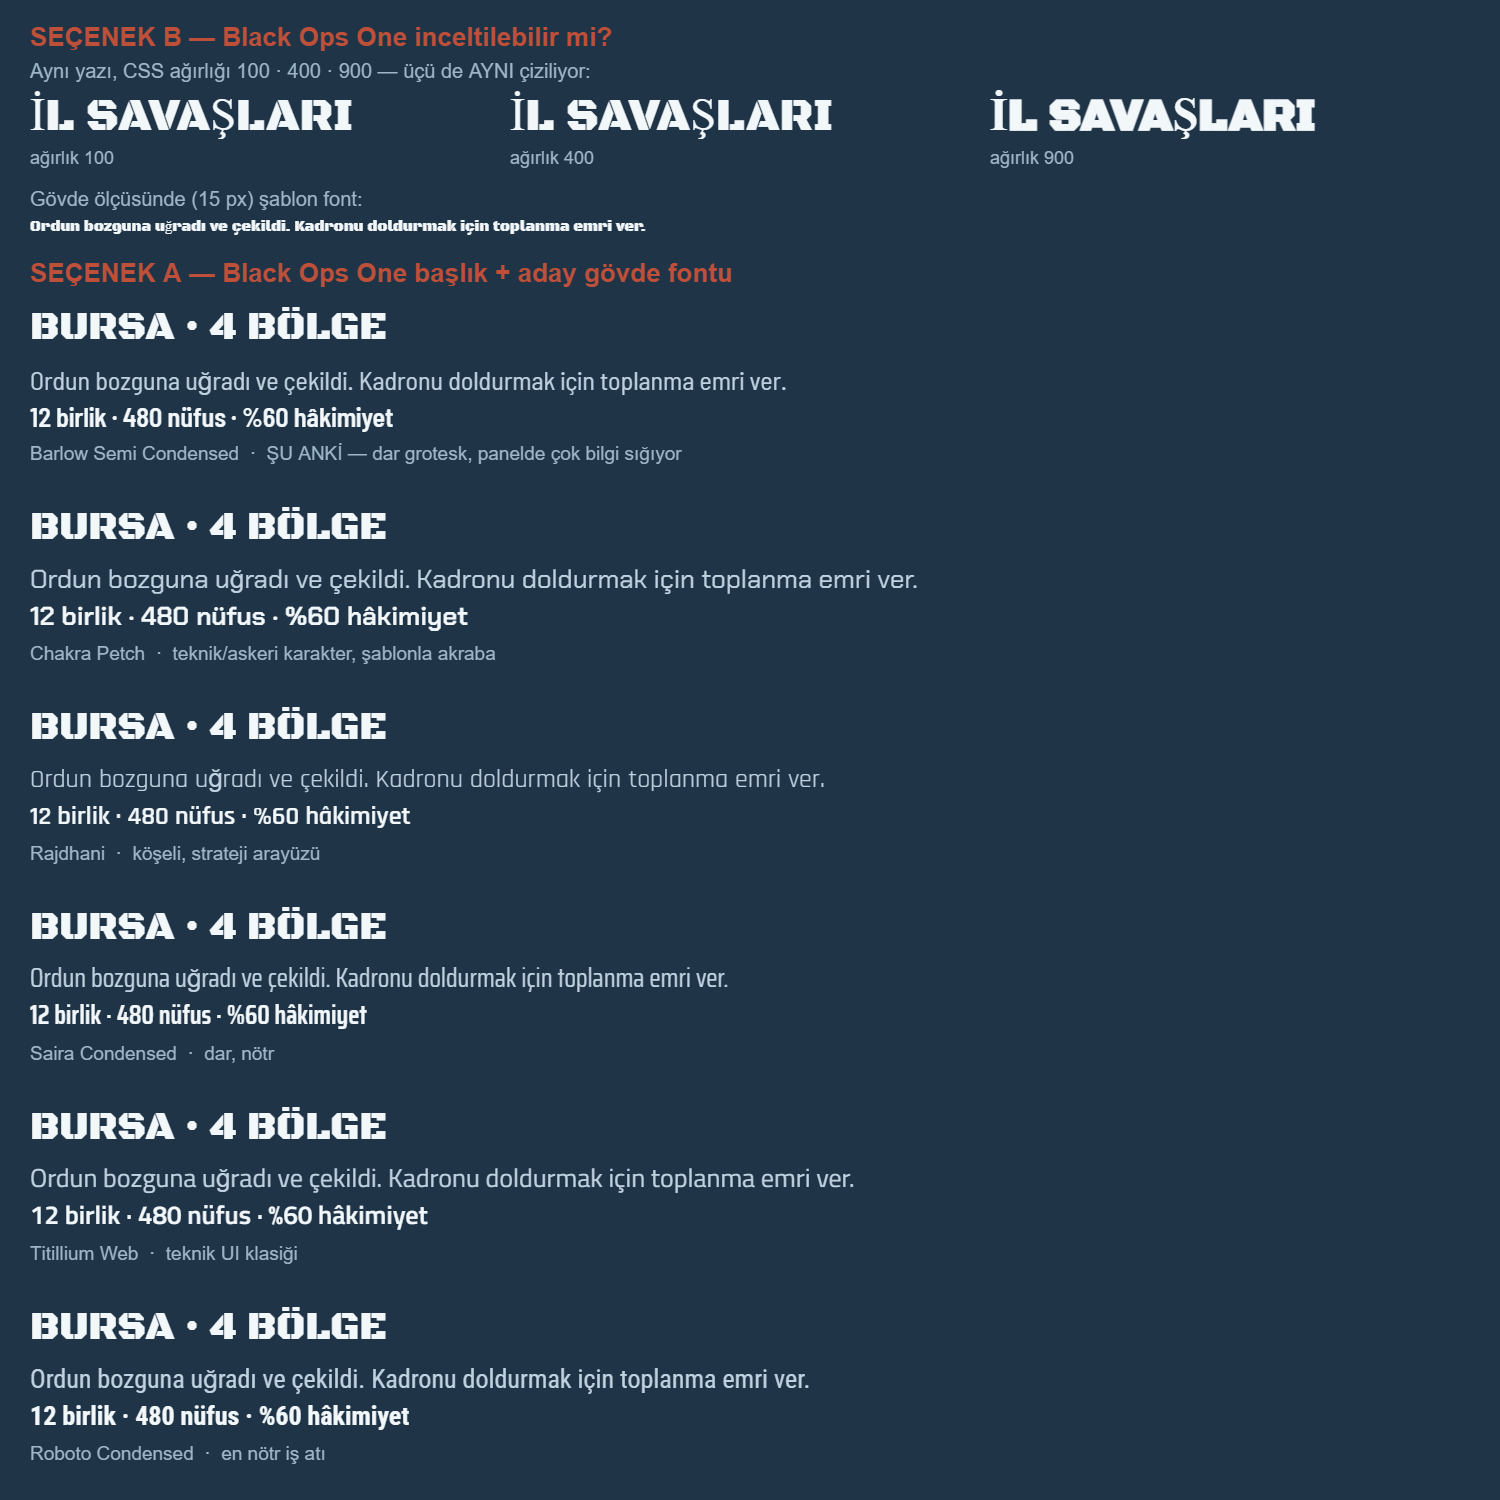 SEÇENEK B — Black Ops One inceltilebilir mi?
Aynı yazı, CSS ağırlığı 100 · 400 · 900 — üçü de AYNI çiziliyor:
İL SAVAŞLARI İL SAVAŞLARI İL SAVAŞLARI
ağırlık 100 ağırlık 400 ağırlık 900
Gövde ölçüsünde (15 px) şablon font:
Ordun bozguna uğradı ve çekildi. Kadronu doldurmak için toplanma emri ver.
SEÇENEK A — Black Ops One başlık + aday gövde fontu
BURSA · 4 BÖLGE
Ordun bozguna uğradı ve çekildi. Kadronu doldurmak için toplanma emri ver.
12 birlik · 480 nüfus · %60 hâkimiyet
Barlow Semi Condensed · ŞU ANKİ — dar grotesk, panelde çok bilgi sığıyor
BURSA · 4 BÖLGE
Ordun bozguna uğradı ve çekildi. Kadronu doldurmak için toplanma emri ver.
12 birlik · 480 nüfus · %60 hâkimiyet
Chakra Petch · teknik/askeri karakter, şablonla akraba
BURSA · 4 BÖLGE
Ordun bozguna uğradı ve çekildi. Kadronu doldurmak için toplanma emri ver.
12 birlik · 480 nüfus · %60 hâkimiyet
Rajdhani · köşeli, strateji arayüzü
BURSA · 4 BÖLGE
Ordun bozguna uğradı ve çekildi. Kadronu doldurmak için toplanma emri ver.
12 birlik · 480 nüfus · %60 hâkimiyet
Saira Condensed · dar, nötr
BURSA · 4 BÖLGE
Ordun bozguna uğradı ve çekildi. Kadronu doldurmak için toplanma emri ver.
12 birlik · 480 nüfus · %60 hâkimiyet
Titillium Web · teknik UI klasiği
BURSA · 4 BÖLGE
Ordun bozguna uğradı ve çekildi. Kadronu doldurmak için toplanma emri ver.
12 birlik · 480 nüfus · %60 hâkimiyet
Roboto Condensed · en nötr iş atı